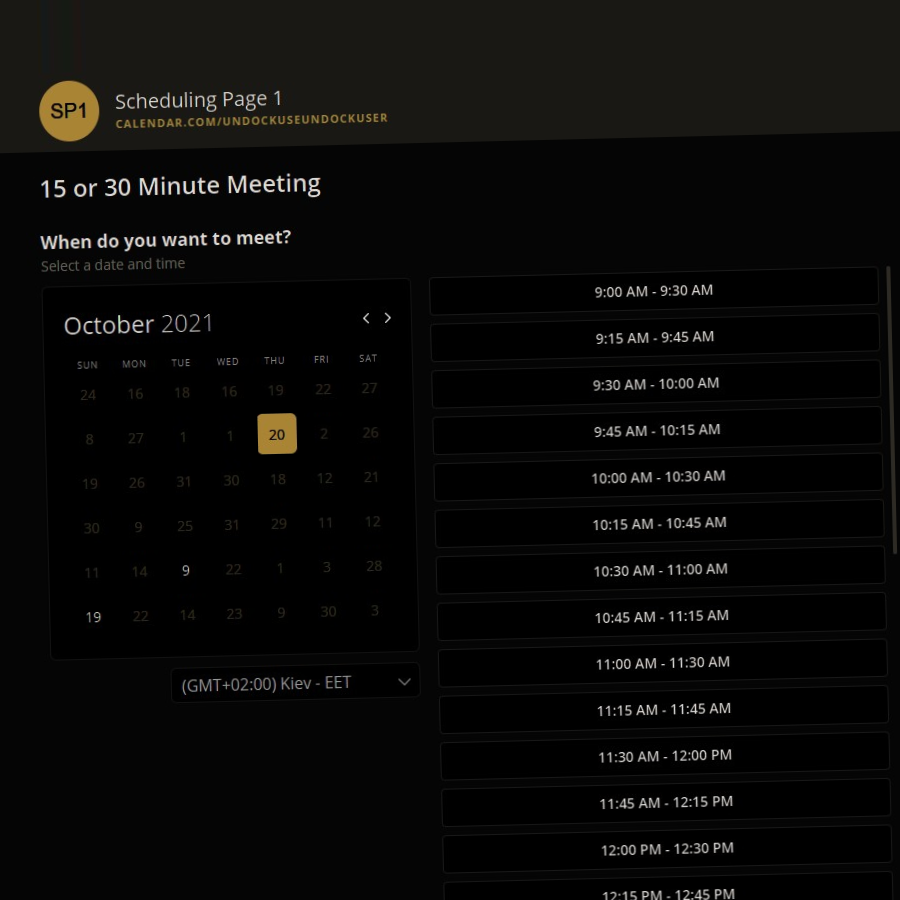 SP1
Scheduling Page 1
CALENDAR.COM/UNDOCKUSEUNDOCKUSER
15 or 30 Minute Meeting
When do you want to meet?
Select a date and time
October 2021
SUN MON TUE WED THU FRI SAT
24 16 18 16 19 22 27
8 27 1 1 20 2 26
19 26 31 30 18 12 21
30 9 25 31 29 11 12
11 14 9 22 1 3 28
19 22 14 23 9 30 3
(GMT+02:00) Kiev - EET
9:00 AM - 9:30 AM
9:15 AM - 9:45 AM
9:30 AM - 10:00 AM
9:45 AM - 10:15 AM
10:00 AM - 10:30 AM
10:15 AM - 10:45 AM
10:30 AM - 11:00 AM
10:45 AM - 11:15 AM
11:00 AM - 11:30 AM
11:15 AM - 11:45 AM
11:30 AM - 12:00 PM
11:45 AM - 12:15 PM
12:00 PM - 12:30 PM
12:15 PM - 12:45 PM